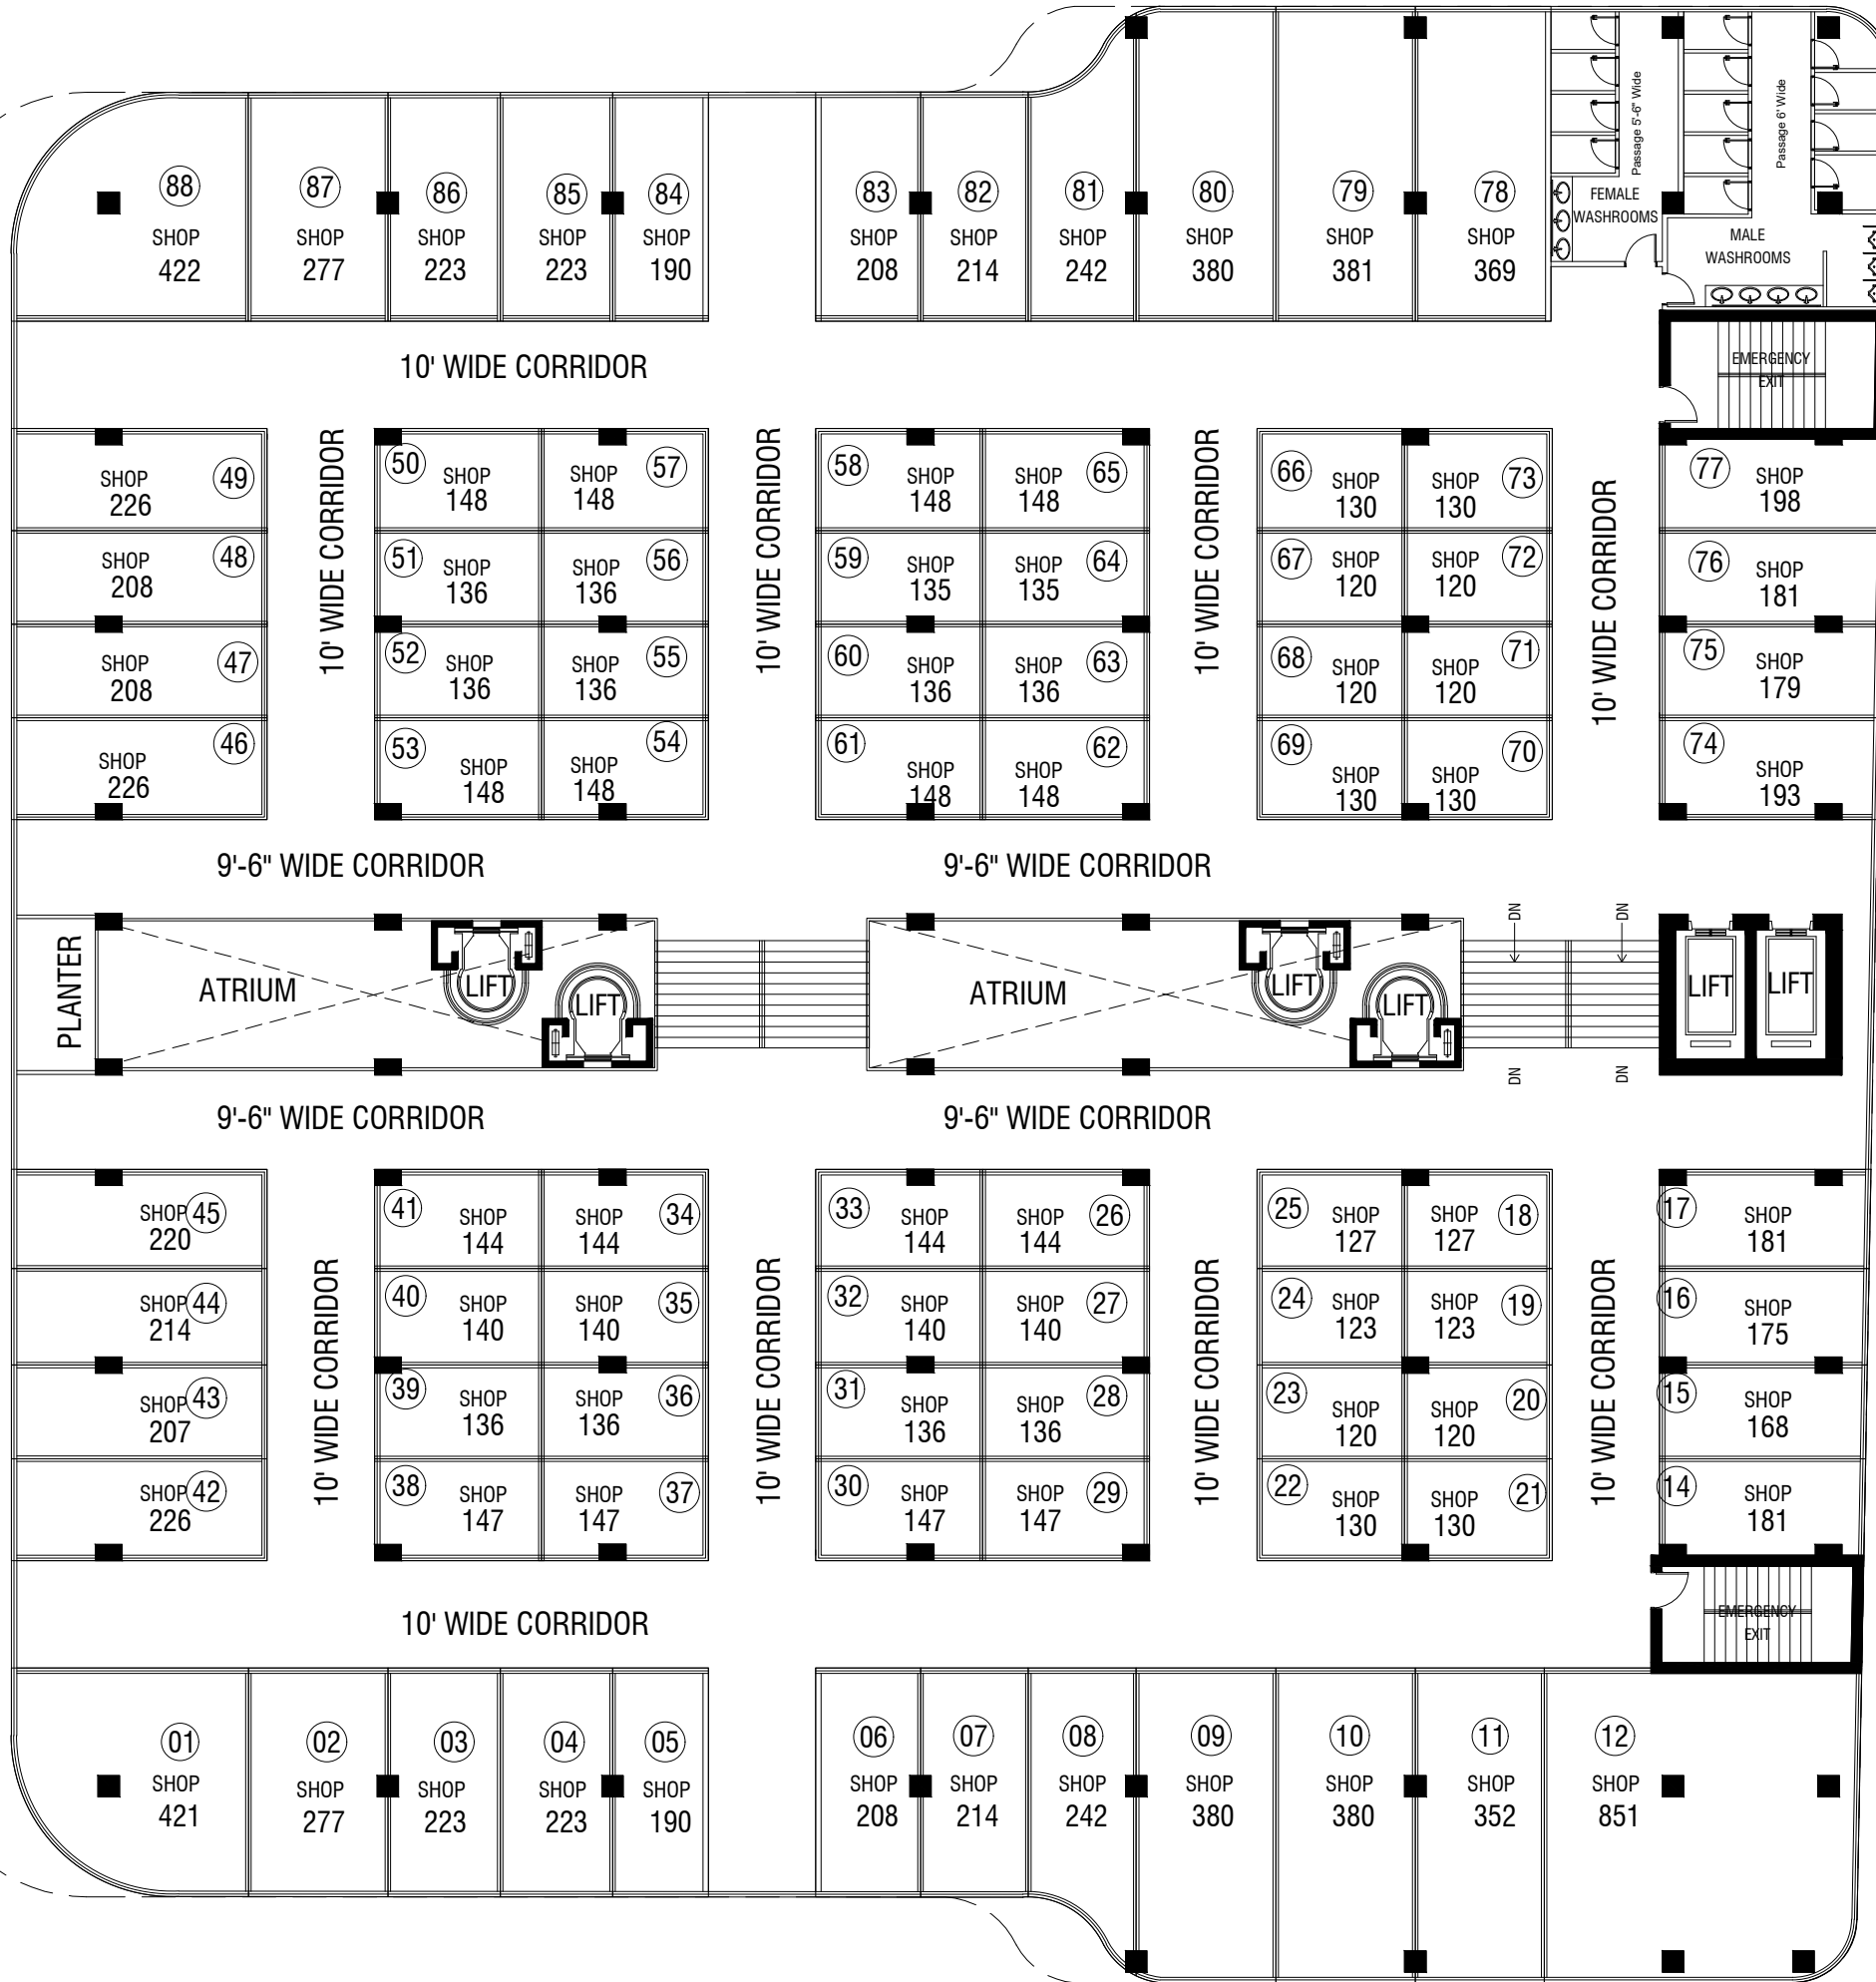 Passage 5'-6" Wide
Passage 6' Wide
FEMALE
WASHROOMS
MALE
WASHROOMS
88
SHOP
422
87
SHOP
277
86
SHOP
223
85
SHOP
223
84
SHOP
190
83
SHOP
208
82
SHOP
214
81
SHOP
242
80
SHOP
380
79
SHOP
381
78
SHOP
369
10' WIDE CORRIDOR
EMERGENCY
EXIT
49
SHOP
226
48
SHOP
208
47
SHOP
208
46
SHOP
226
10' WIDE CORRIDOR
50
SHOP
148
57
SHOP
148
51
SHOP
136
56
SHOP
136
52
SHOP
136
55
SHOP
136
53
SHOP
148
54
SHOP
148
10' WIDE CORRIDOR
58
SHOP
148
65
SHOP
148
59
SHOP
135
64
SHOP
135
60
SHOP
136
63
SHOP
136
61
SHOP
148
62
SHOP
148
10' WIDE CORRIDOR
66
SHOP
130
73
SHOP
130
67
SHOP
120
72
SHOP
120
68
SHOP
120
71
SHOP
120
69
SHOP
130
70
SHOP
130
10' WIDE CORRIDOR
77
SHOP
198
76
SHOP
181
75
SHOP
179
74
SHOP
193
9'-6" WIDE CORRIDOR
9'-6" WIDE CORRIDOR
PLANTER
ATRIUM
LIFT
LIFT
ATRIUM
LIFT
LIFT
DN
DN
DN
DN
LIFT
LIFT
9'-6" WIDE CORRIDOR
9'-6" WIDE CORRIDOR
45
SHOP
220
44
SHOP
214
43
SHOP
207
42
SHOP
226
10' WIDE CORRIDOR
41
SHOP
144
34
SHOP
144
40
SHOP
140
35
SHOP
140
39
SHOP
136
36
SHOP
136
38
SHOP
147
37
SHOP
147
10' WIDE CORRIDOR
33
SHOP
144
26
SHOP
144
32
SHOP
140
27
SHOP
140
31
SHOP
136
28
SHOP
136
30
SHOP
147
29
SHOP
147
10' WIDE CORRIDOR
25
SHOP
127
18
SHOP
127
24
SHOP
123
19
SHOP
123
23
SHOP
120
20
SHOP
120
22
SHOP
130
21
SHOP
130
10' WIDE CORRIDOR
17
SHOP
181
16
SHOP
175
15
SHOP
168
14
SHOP
181
10' WIDE CORRIDOR
EMERGENCY
EXIT
01
SHOP
421
02
SHOP
277
03
SHOP
223
04
SHOP
223
05
SHOP
190
06
SHOP
208
07
SHOP
214
08
SHOP
242
09
SHOP
380
10
SHOP
380
11
SHOP
352
12
SHOP
851